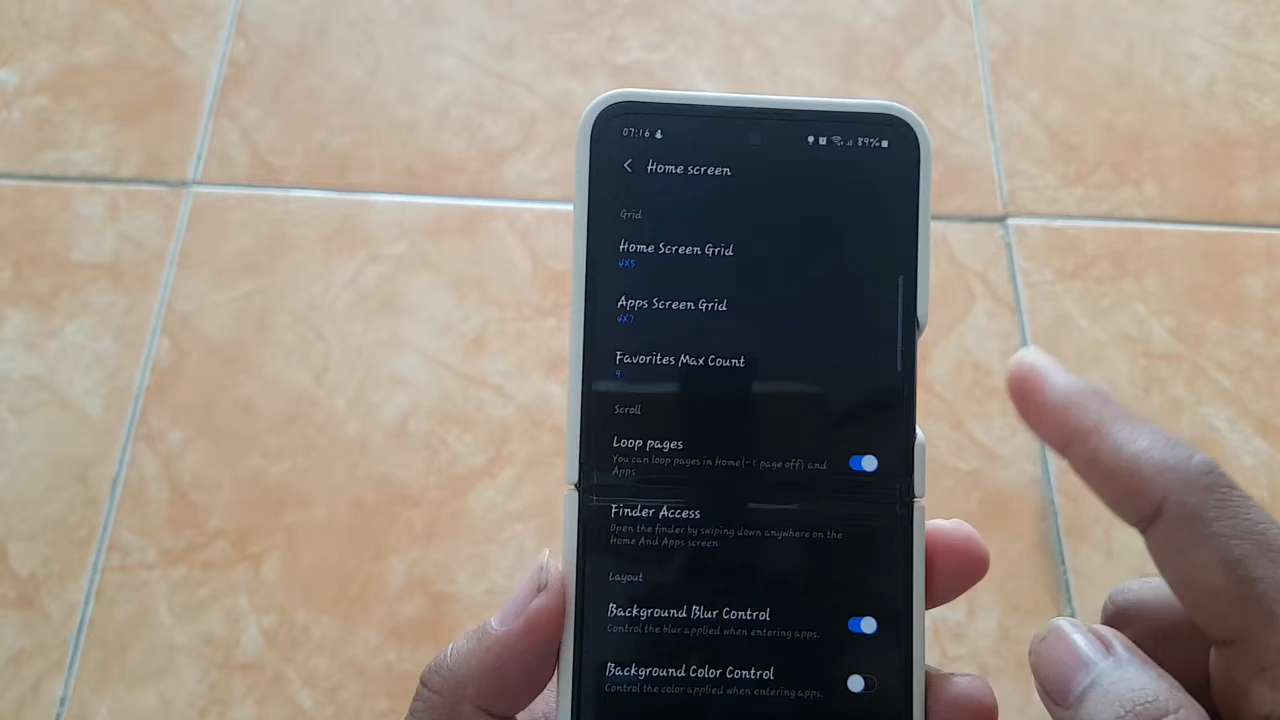 07:16
89%
Home screen
Grid
Home Screen Grid
4X5
Apps Screen Grid
4X7
Favorites Max Count
9
Scroll
Loop pages
You can loop pages in Home(-1 page off) and
Apps
Finder Access
Open the finder by swiping down anywhere on the
Home And Apps screen
Layout
Background Blur Control
Control the blur applied when entering apps.
Background Color Control
Control the color applied when entering apps.